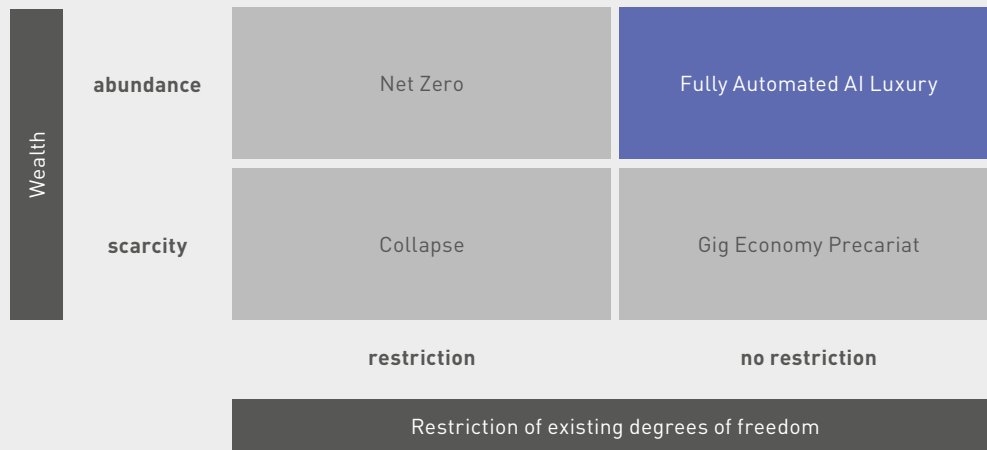 Wealth
abundance
Net Zero
Fully Automated AI Luxury
scarcity
Collapse
Gig Economy Precariat
restriction
no restriction
Restriction of existing degrees of freedom